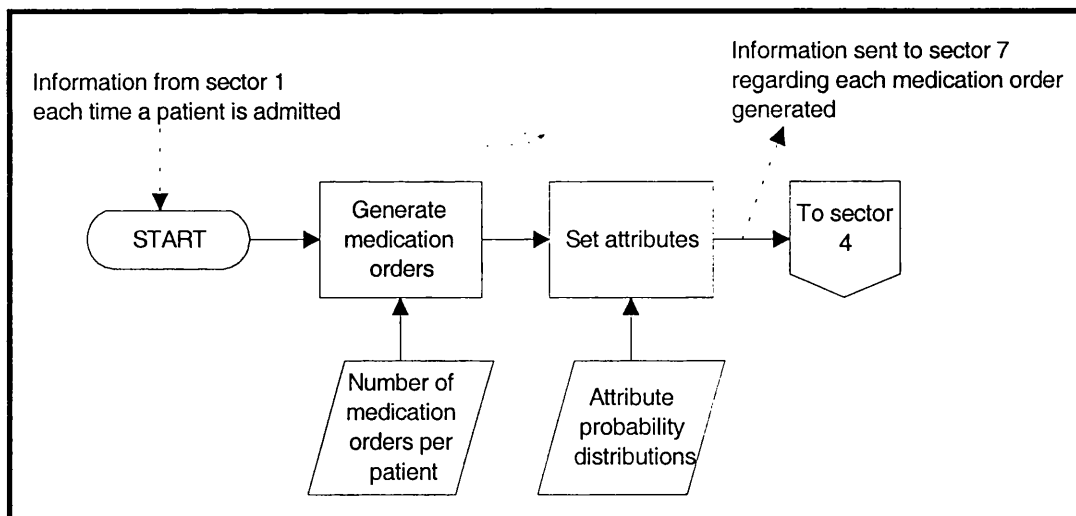 Information from sector 1
each time a patient is admitted
Information sent to sector 7
regarding each medication order
generated
START
Generate
medication
orders
Set attributes
To sector
4
Number of
medication
orders per
patient
Attribute
probability
distributions